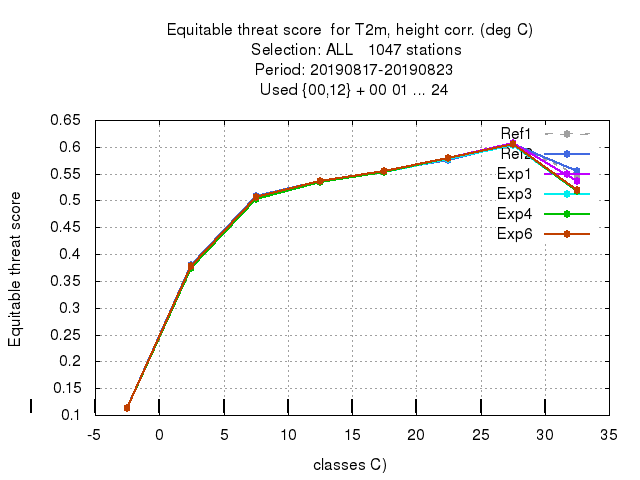 Equitable threat score  for T2m, height corr. (deg C)
Selection: ALL   1047 stations
Period: 20190817-20190823
Used {00,12} + 00 01 ... 24
Equitable threat score
0.65
0.6
0.55
0.5
0.45
0.4
0.35
0.3
0.25
0.2
0.15
0.1
Ref1
Ref2
Exp1
Exp3
Exp4
Exp6
-5 0 5 10 15 20 25 30 35
classes C)